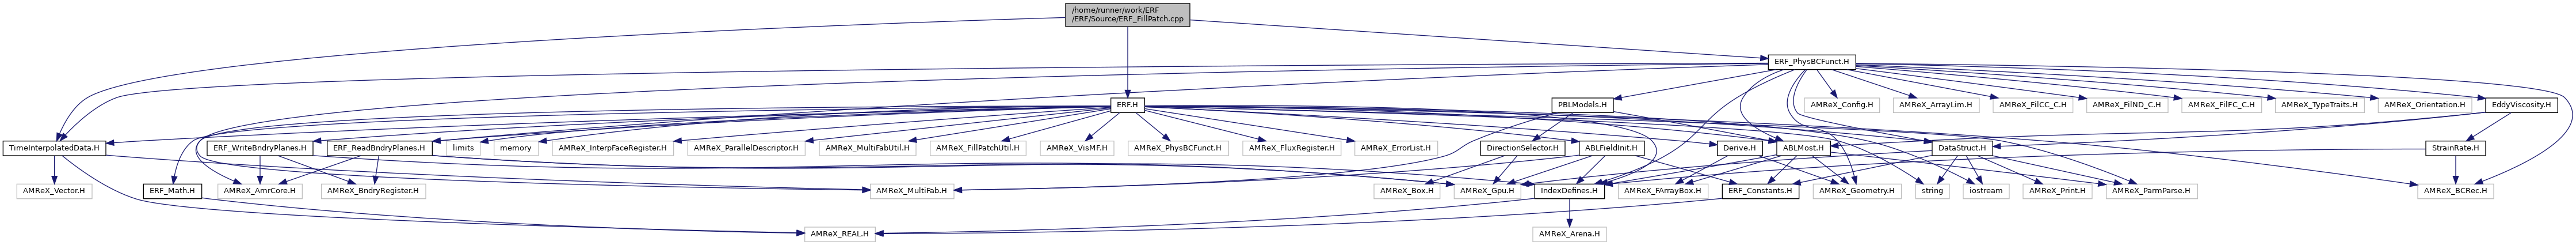 /home/runner/work/ERF
/ERF/Source/ERF_FillPatch.cpp
ERF_PhysBCFunct.H
ERF.H
PBLModels.H
AMReX_Config.H
AMReX_ArrayLim.H
AMReX_FilCC_C.H
AMReX_FilND_C.H
AMReX_FilFC_C.H
AMReX_TypeTraits.H
AMReX_Orientation.H
EddyViscosity.H
TimeInterpolatedData.H
ERF_WriteBndryPlanes.H
ERF_ReadBndryPlanes.H
limits
memory
AMReX_InterpFaceRegister.H
AMReX_ParallelDescriptor.H
AMReX_MultiFabUtil.H
AMReX_FillPatchUtil.H
AMReX_VisMF.H
AMReX_PhysBCFunct.H
AMReX_FluxRegister.H
AMReX_ErrorList.H
DirectionSelector.H
ABLFieldInit.H
Derive.H
ABLMost.H
DataStruct.H
StrainRate.H
AMReX_Vector.H
ERF_Math.H
AMReX_AmrCore.H
AMReX_BndryRegister.H
AMReX_MultiFab.H
AMReX_Box.H
AMReX_Gpu.H
IndexDefines.H
AMReX_FArrayBox.H
ERF_Constants.H
AMReX_Geometry.H
string
iostream
AMReX_Print.H
AMReX_ParmParse.H
AMReX_BCRec.H
AMReX_REAL.H
AMReX_Arena.H